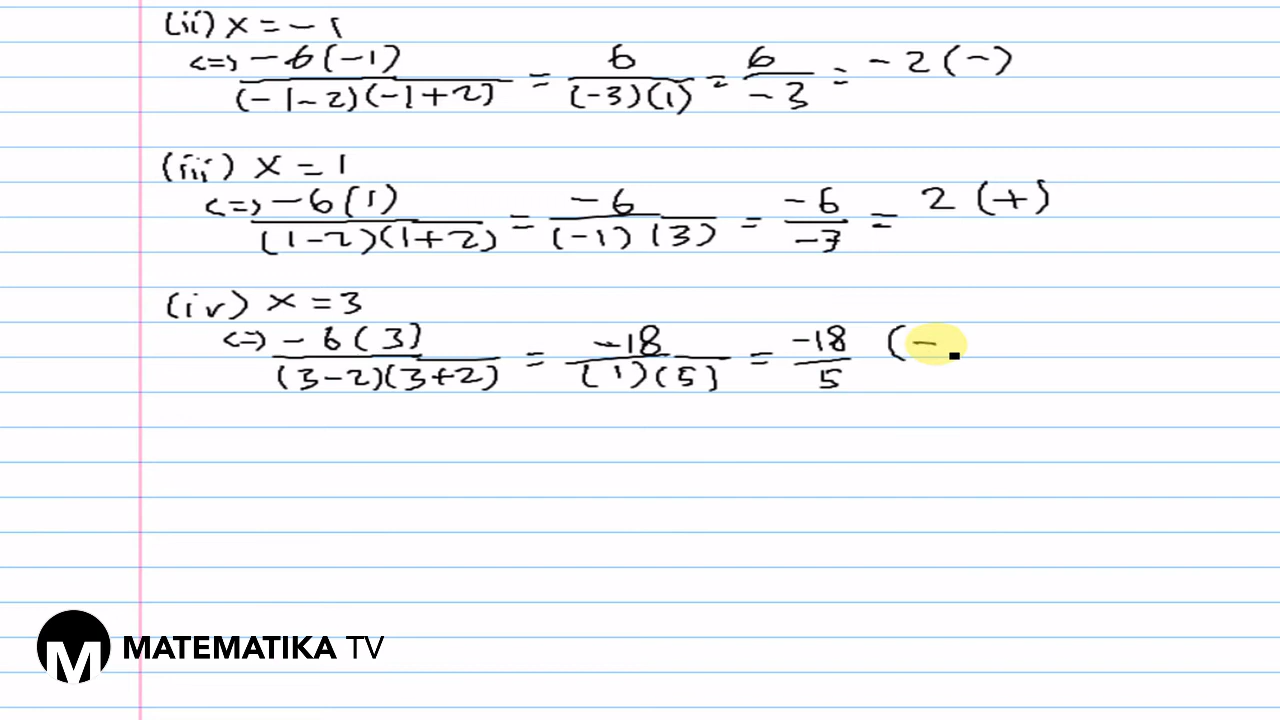 (ii) x = -1
<=> -6(-1) / (-1-2)(-1+2) = 6 / (-3)(1) = 6 / -3 = -2 (-)
(iii) x = 1
<=> -6(1) / (1-2)(1+2) = -6 / (-1)(3) = -6 / -3 = 2 (+)
(iv) x = 3
<=> -6(3) / (3-2)(3+2) = -18 / (1)(5) = -18 / 5 (-
M MATEMATIKA TV